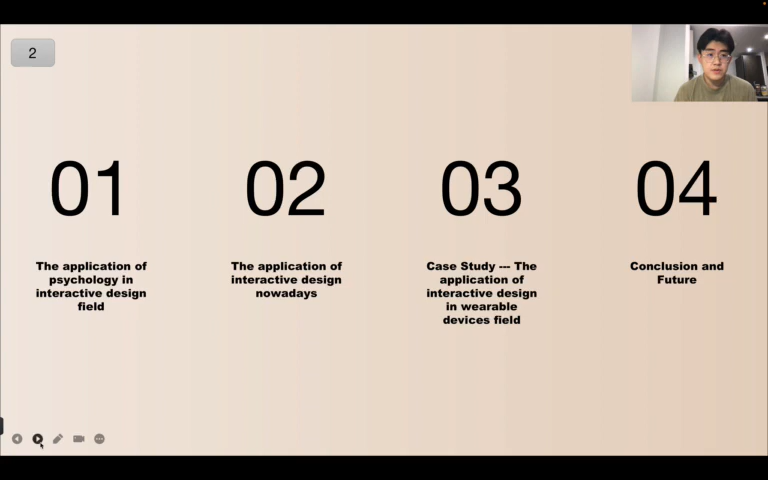 2
01
The application of
psychology in
interactive design
field
02
The application of
interactive design
nowadays
03
Case Study --- The
application of
interactive design
in wearable
devices field
04
Conclusion and
Future